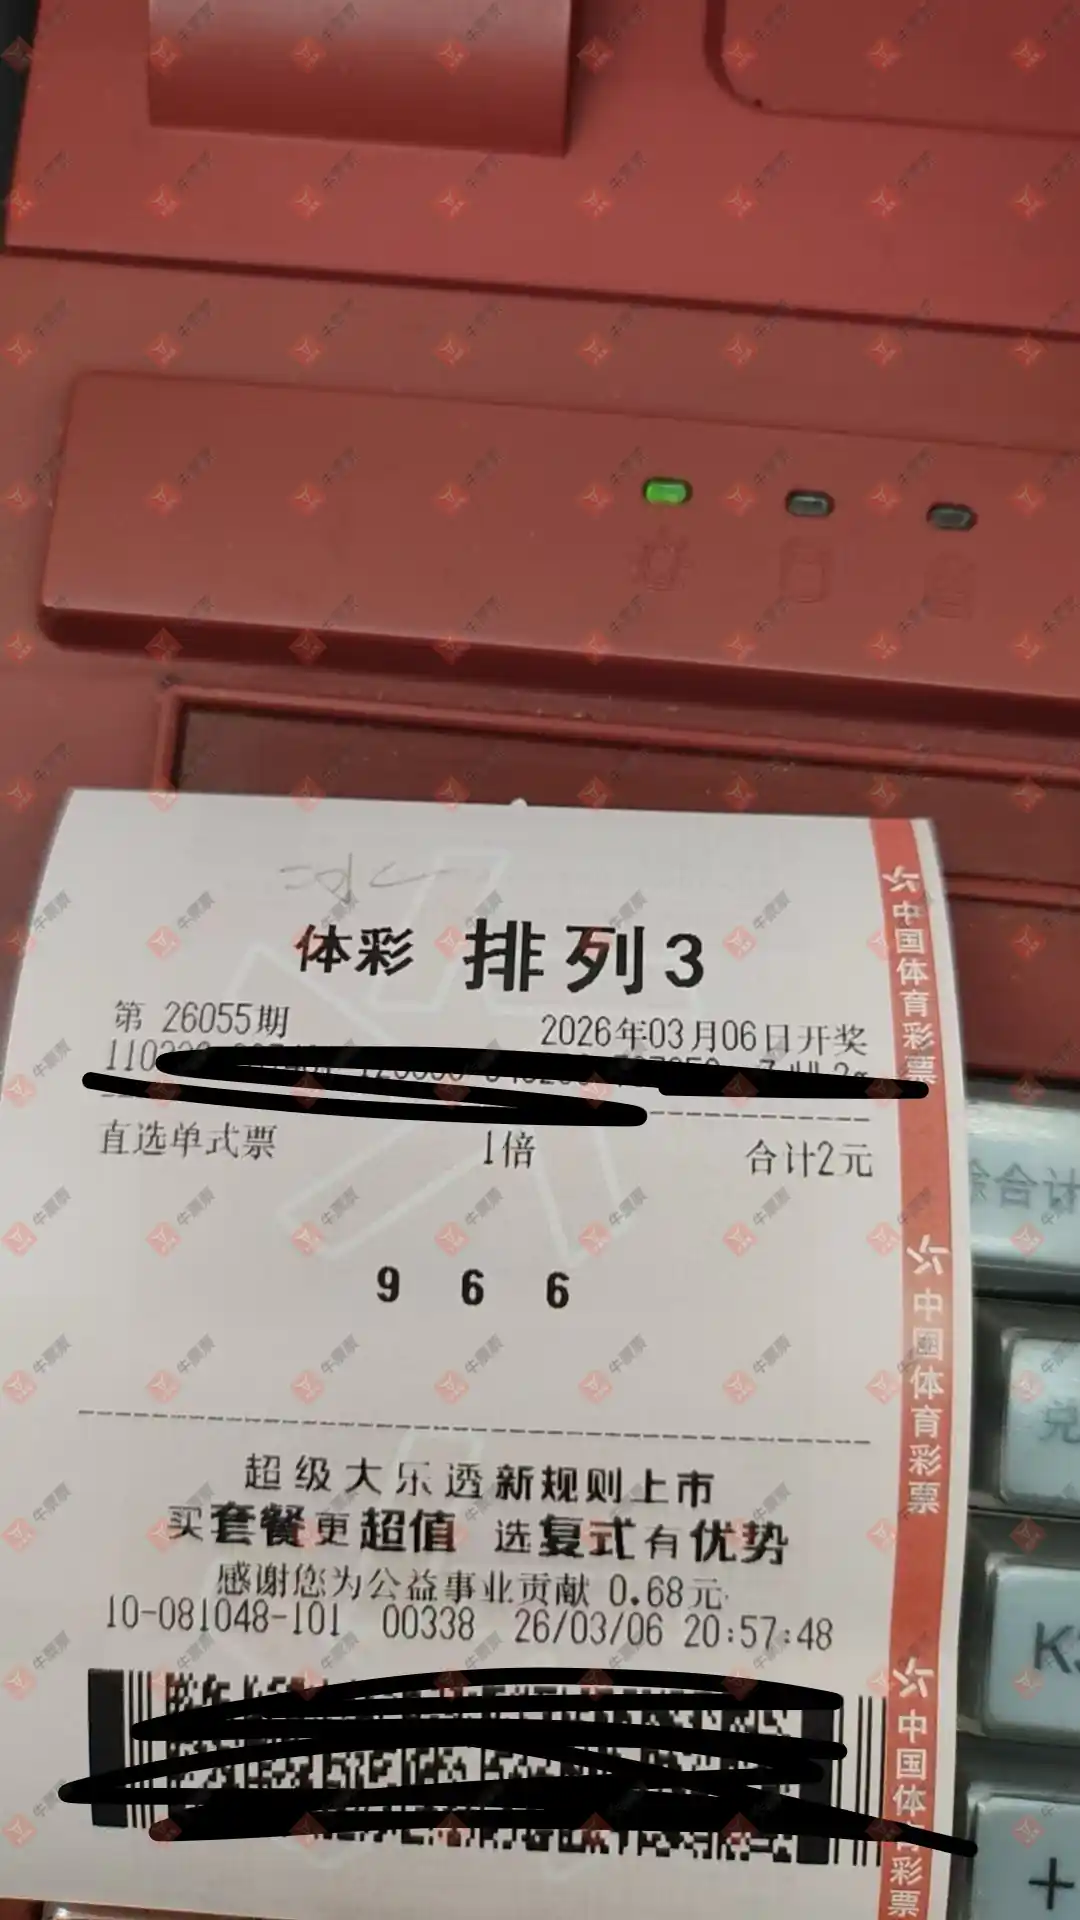 体彩 排列3
第 26055期 2026年03月06日开奖
直选单式票 1倍 合计2元
9 6 6
超级大乐透新规则上市
买套餐更超值 选复式有优势
感谢您为公益事业贡献 0.68元
10-081048-101 00338 26/03/06 20:57:48
中国体育彩票
中国体育彩票
中国体育彩票
牛票票